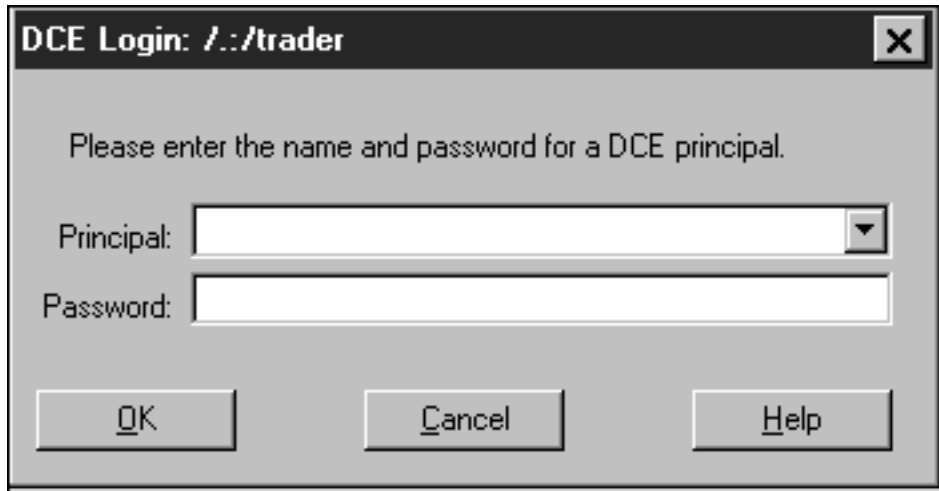 DCE Login: /.:/trader
Please enter the name and password for a DCE principal.
Principal:
Password:
OK Cancel Help